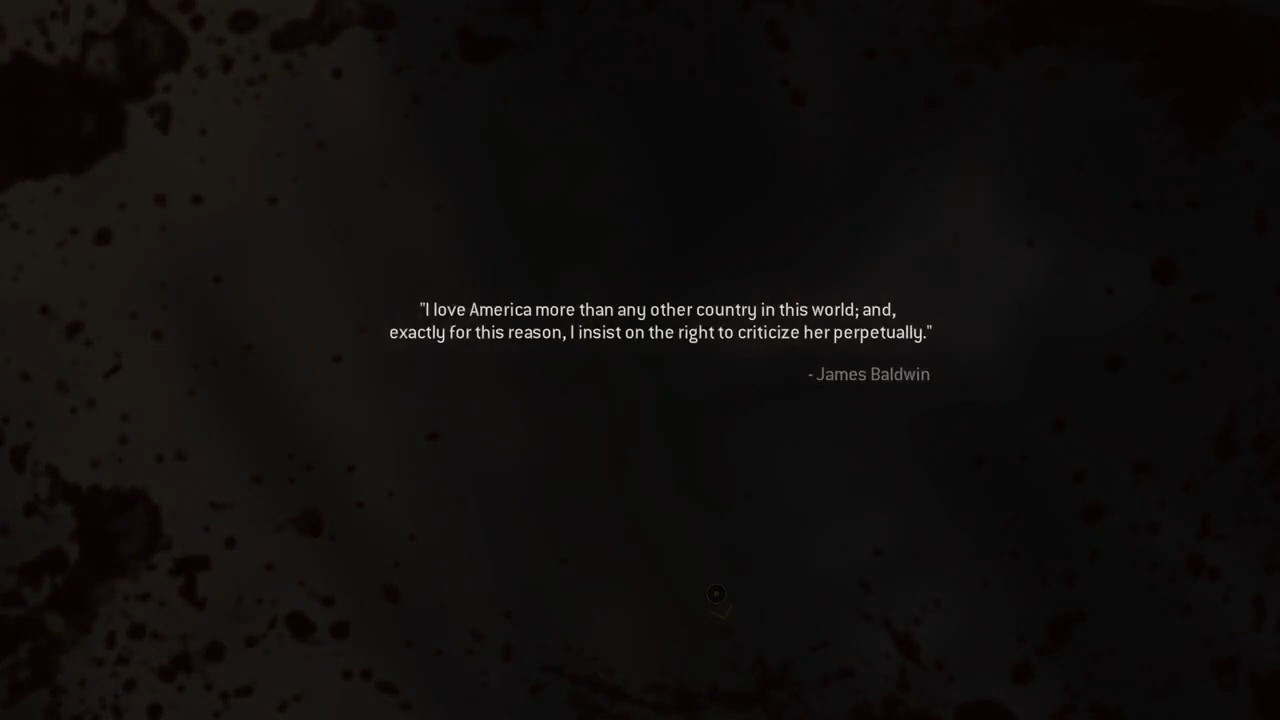 "I love America more than any other country in this world; and,
exactly for this reason, I insist on the right to criticize her perpetually."
- James Baldwin